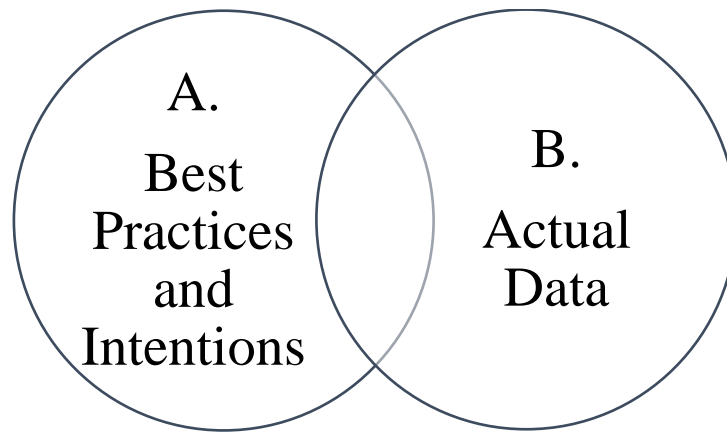 A.
Best
Practices
and
Intentions
B.
Actual
Data